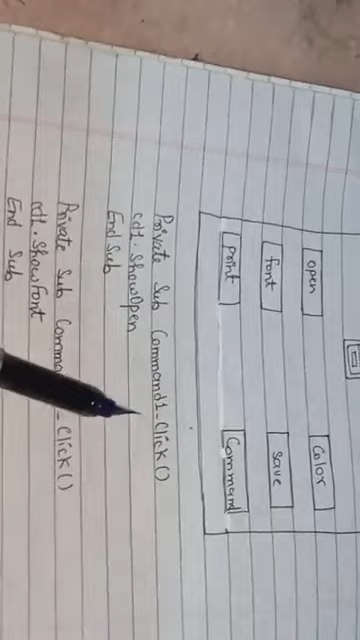 open
Color
font
save
print
Command
Private Sub Command1_Click()
cd1.ShowOpen
End Sub
Private Sub Comma _Click()
cd1.ShowFont
End Sub